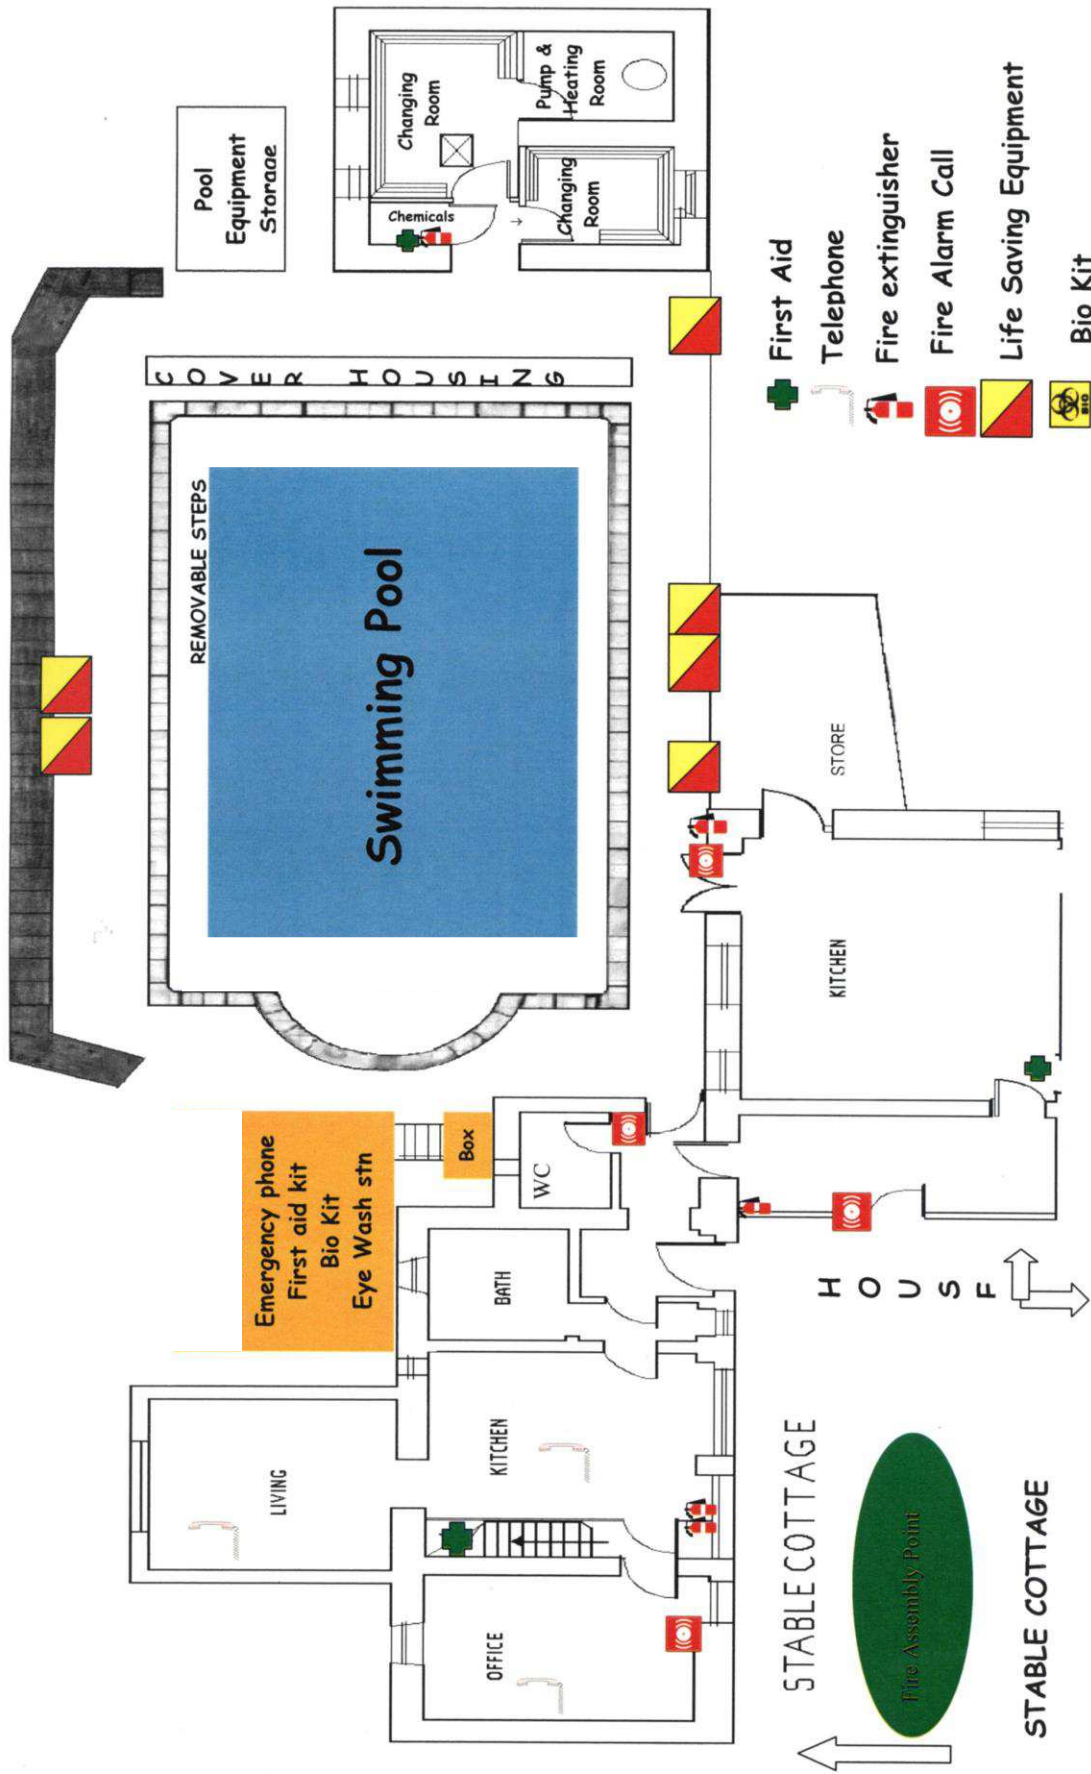 Pool
Equipment
Storage
Changing
Room
Pump &
Heating
Room
Chemicals
Changing
Room
COVER HOUSING
REMOVABLE STEPS
Swimming Pool
Emergency phone
First aid kit
Bio Kit
Eye Wash stn
Box
WC
BATH
LIVING
KITCHEN
OFFICE
STORE
KITCHEN
HOUSE
STABLE COTTAGE
Fire Assembly Point
STABLE COTTAGE
First Aid
Telephone
Fire extinguisher
Fire Alarm Call
Life Saving Equipment
BIO
Bio Kit